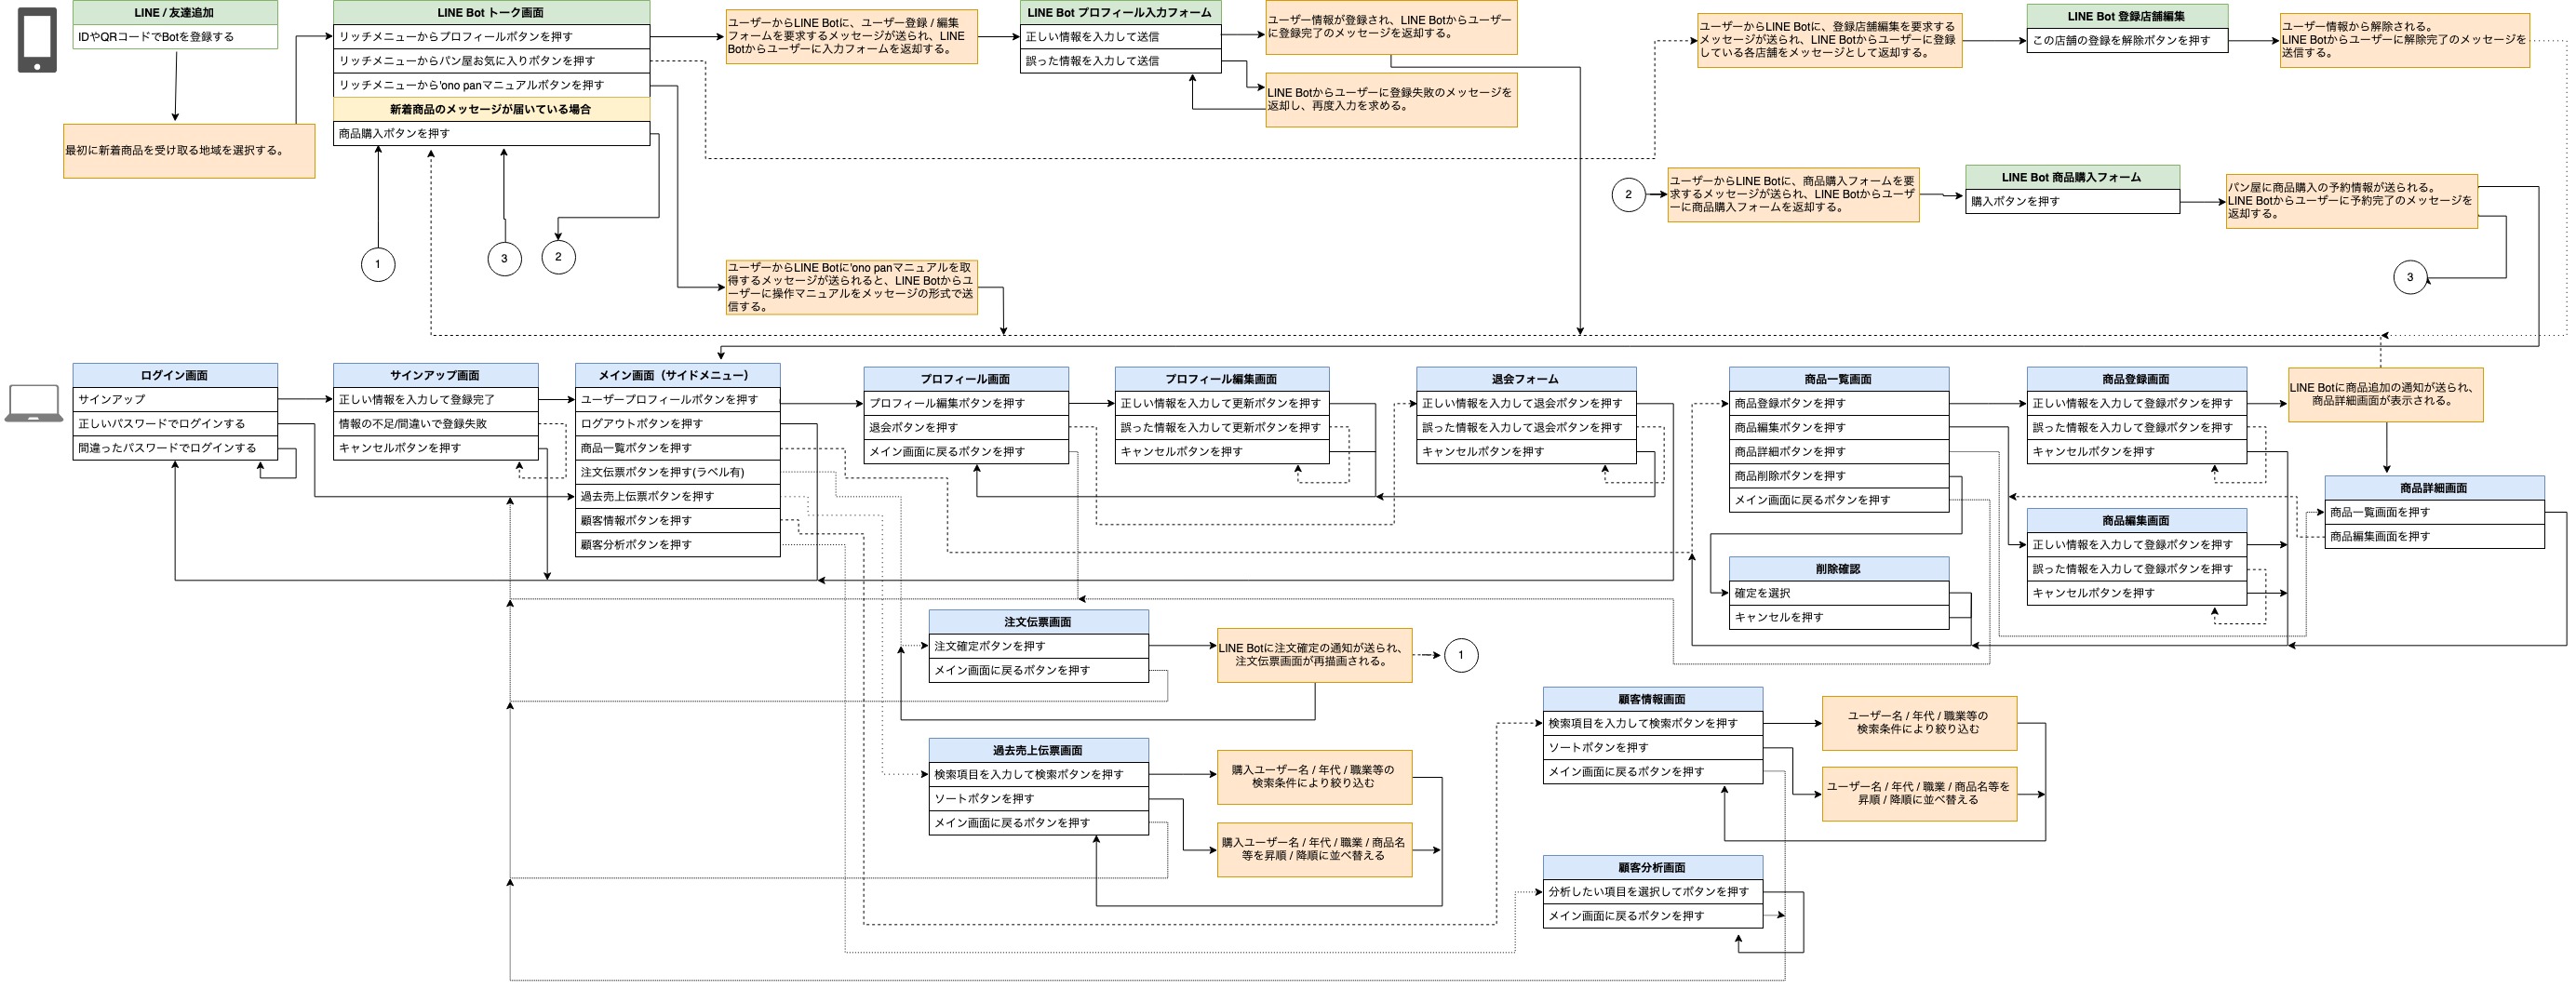 LINE / 友達追加
IDやQRコードでBotを登録する
最初に新着商品を受け取る地域を選択する。
LINE Bot トーク画面
リッチメニューからプロフィールボタンを押す
リッチメニューからパン屋お気に入りボタンを押す
リッチメニューから'ono panマニュアルボタンを押す
新着商品のメッセージが届いている場合
商品購入ボタンを押す
1
3
2
ユーザーからLINE Botに、ユーザー登録 / 編集
フォームを要求するメッセージが送られ、LINE
Botからユーザーに入力フォームを返却する。
LINE Bot プロフィール入力フォーム
正しい情報を入力して送信
誤った情報を入力して送信
ユーザー情報が登録され、LINE Botからユーザー
に登録完了のメッセージを返却する。
LINE Botからユーザーに登録失敗のメッセージを
返却し、再度入力を求める。
ユーザーからLINE Botに、登録店舗編集を要求する
メッセージが送られ、LINE Botからユーザーに登録
している各店舗をメッセージとして返却する。
LINE Bot 登録店舗編集
この店舗の登録を解除ボタンを押す
ユーザー情報から解除される。
LINE Botからユーザーに解除完了のメッセージを
送信する。
2
ユーザーからLINE Botに、商品購入フォームを要
求するメッセージが送られ、LINE Botからユーザ
ーに商品購入フォームを返却する。
LINE Bot 商品購入フォーム
購入ボタンを押す
パン屋に商品購入の予約情報が送られる。
LINE Botからユーザーに予約完了のメッセージを
返却する。
3
ユーザーからLINE Botに'ono panマニュアルを取
得するメッセージが送られると、LINE Botからユ
ーザーに操作マニュアルをメッセージの形式で送
信する。
ログイン画面
サインアップ
正しいパスワードでログインする
間違ったパスワードでログインする
サインアップ画面
正しい情報を入力して登録完了
情報の不足/間違いで登録失敗
キャンセルボタンを押す
メイン画面（サイドメニュー）
ユーザープロフィールボタンを押す
ログアウトボタンを押す
商品一覧ボタンを押す
注文伝票ボタンを押す(ラベル有)
過去売上伝票ボタンを押す
顧客情報ボタンを押す
顧客分析ボタンを押す
プロフィール画面
プロフィール編集ボタンを押す
退会ボタンを押す
メイン画面に戻るボタンを押す
プロフィール編集画面
正しい情報を入力して更新ボタンを押す
誤った情報を入力して更新ボタンを押す
キャンセルボタンを押す
退会フォーム
正しい情報を入力して退会ボタンを押す
誤った情報を入力して退会ボタンを押す
キャンセルボタンを押す
商品一覧画面
商品登録ボタンを押す
商品編集ボタンを押す
商品詳細ボタンを押す
商品削除ボタンを押す
メイン画面に戻るボタンを押す
削除確認
確定を選択
キャンセルを押す
商品登録画面
正しい情報を入力して登録ボタンを押す
誤った情報を入力して登録ボタンを押す
キャンセルボタンを押す
LINE Botに商品追加の通知が送られ、
商品詳細画面が表示される。
商品詳細画面
商品一覧画面を押す
商品編集画面を押す
商品編集画面
正しい情報を入力して登録ボタンを押す
誤った情報を入力して登録ボタンを押す
キャンセルボタンを押す
注文伝票画面
注文確定ボタンを押す
メイン画面に戻るボタンを押す
LINE Botに注文確定の通知が送られ、
注文伝票画面が再描画される。
1
過去売上伝票画面
検索項目を入力して検索ボタンを押す
ソートボタンを押す
メイン画面に戻るボタンを押す
購入ユーザー名 / 年代 / 職業等の
検索条件により絞り込む
購入ユーザー名 / 年代 / 職業 / 商品名
等を昇順 / 降順に並べ替える
顧客情報画面
検索項目を入力して検索ボタンを押す
ソートボタンを押す
メイン画面に戻るボタンを押す
ユーザー名 / 年代 / 職業等の
検索条件により絞り込む
ユーザー名 / 年代 / 職業 / 商品名等を
昇順 / 降順に並べ替える
顧客分析画面
分析したい項目を選択してボタンを押す
メイン画面に戻るボタンを押す